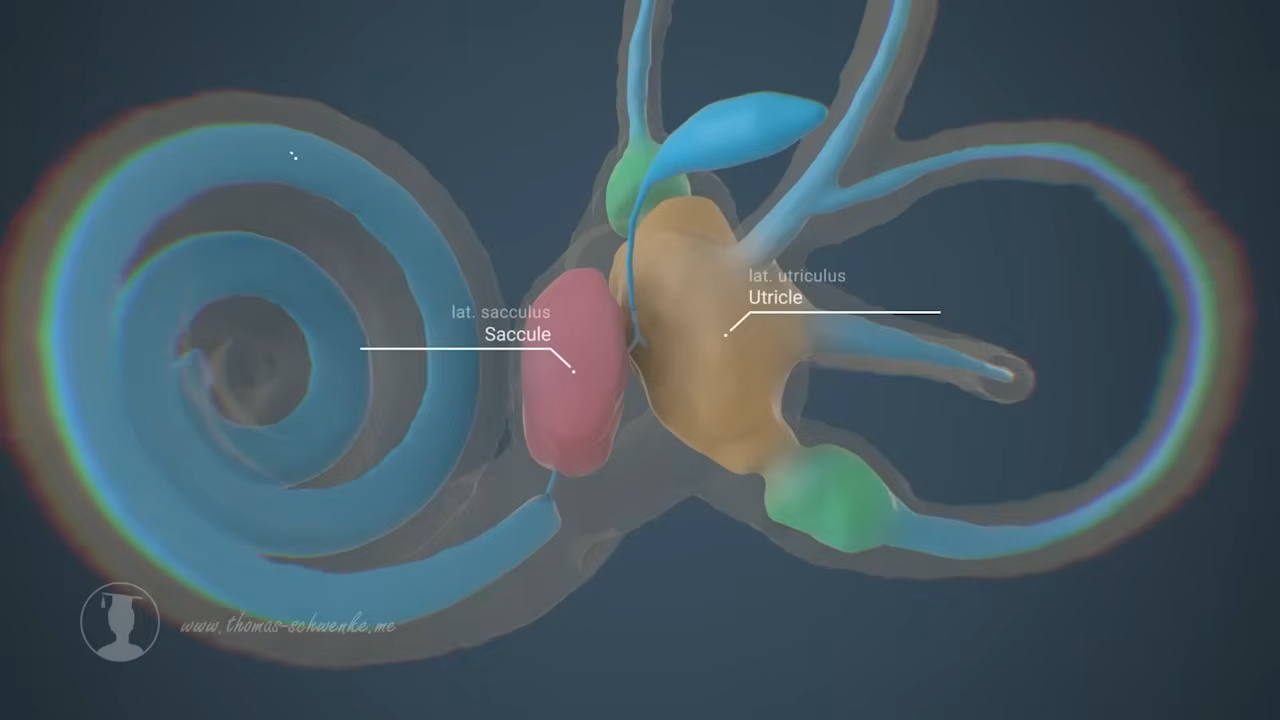 lat. utriculus
Utricle
lat. sacculus
Saccule
www.thomas-schwenke.me